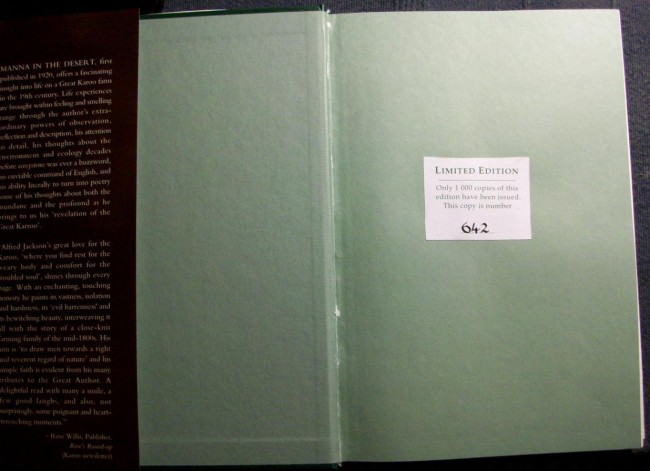 MANNA IN THE DESERT, first
published in 1920, offers a fascinating
insight into life on a Great Karoo farm
in the 19th century. Life experiences
are brought within feeling and smelling
range through the author's extra-
ordinary powers of observation,
reflection and description, his attention
to detail, his thoughts about the
environment and ecology decades
before ecosystem was ever a buzzword,
his enviable command of English, and
his ability literally to turn into poetry
some of his thoughts about both the
mundane and the profound as he
brings to us his 'revelation of the
Great Karoo'.
'Alfred Jackson's great love for the
Karoo, 'where you find rest for the
weary body and comfort for the
troubled soul', shines through every
page. With an enchanting, touching
honesty he paints its vastness, isolation
and harshness, its 'evil barrenness' and
its bewitching beauty, interweaving it
all with the story of a close-knit
farming family of the mid-1800s. His
aim is 'to draw men towards a right
and reverent regard of nature' and his
simple faith is evident from his many
tributes to the Great Author. A
delightful read with many a smile, a
few good laughs, and also, not
surprisingly, some poignant and heart-
wrenching moments."
– Rose Willis, Publisher,
Rose's Round-up
(Karoo newsletter)
LIMITED EDITION
Only 1 000 copies of this
edition have been issued.
This copy is number
642